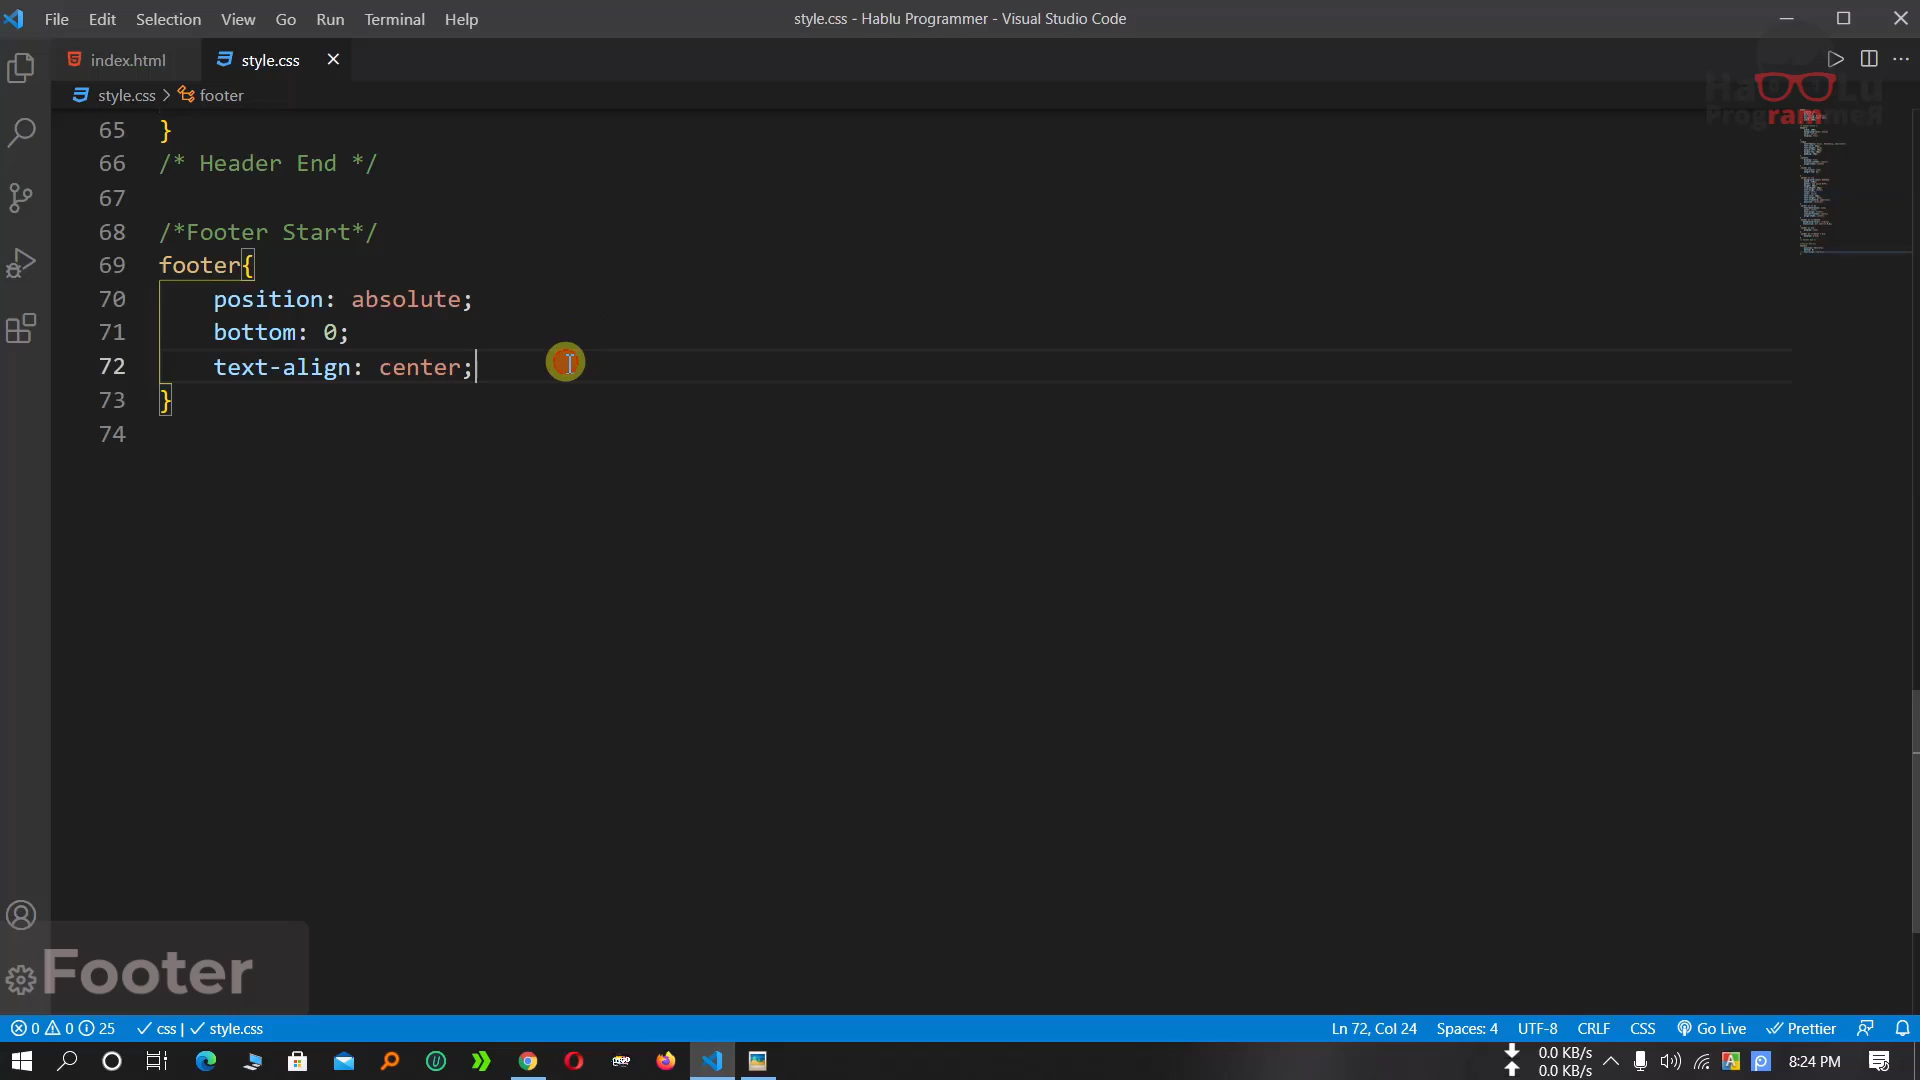 File Edit Selection View Go Run Terminal Help
style.css - Hablu Programmer - Visual Studio Code
index.html
style.css
style.css > footer
HabLu
ProgrammeR
65 }
66 /* Header End */
67
68 /*Footer Start*/
69 footer{
70 position: absolute;
71 bottom: 0;
72 text-align: center;
73 }
74
Footer
0 0 25 css | style.css Ln 72, Col 24 Spaces: 4 UTF-8 CRLF CSS Go Live Prettier
0.0 KB/s
0.0 KB/s
8:24 PM